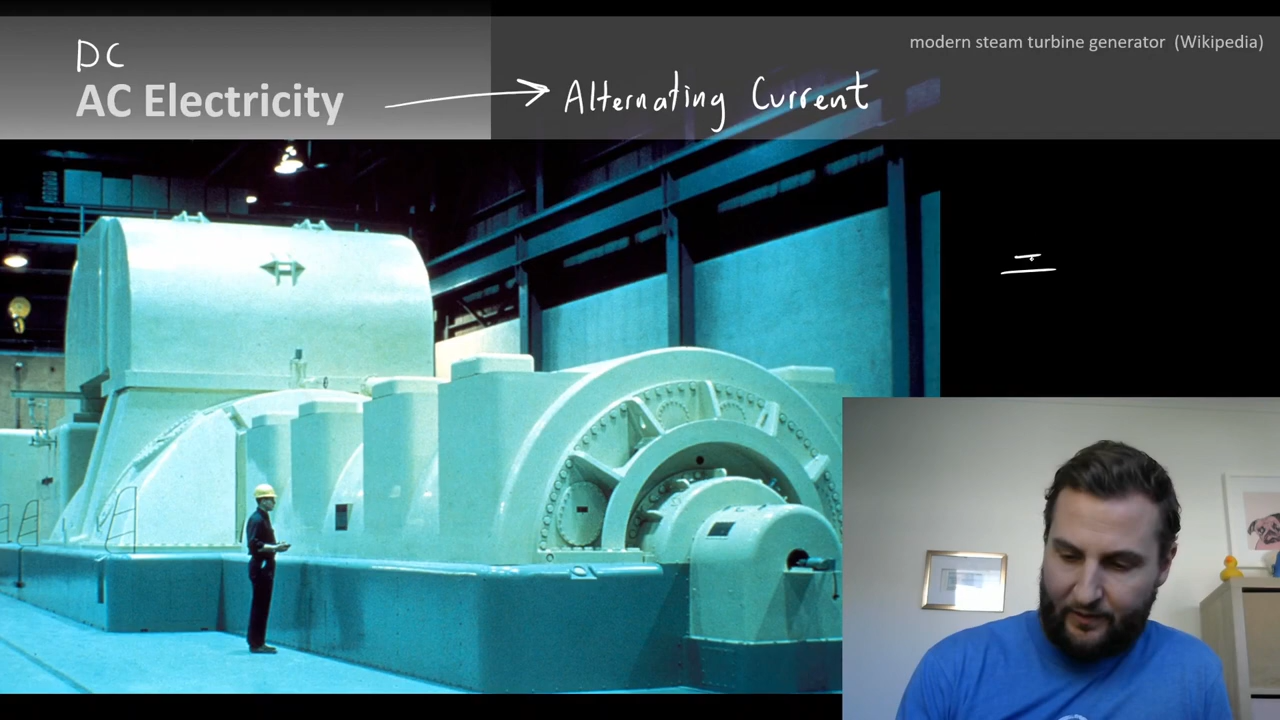 modern steam turbine generator (Wikipedia)
DC
AC Electricity → Alternating Current